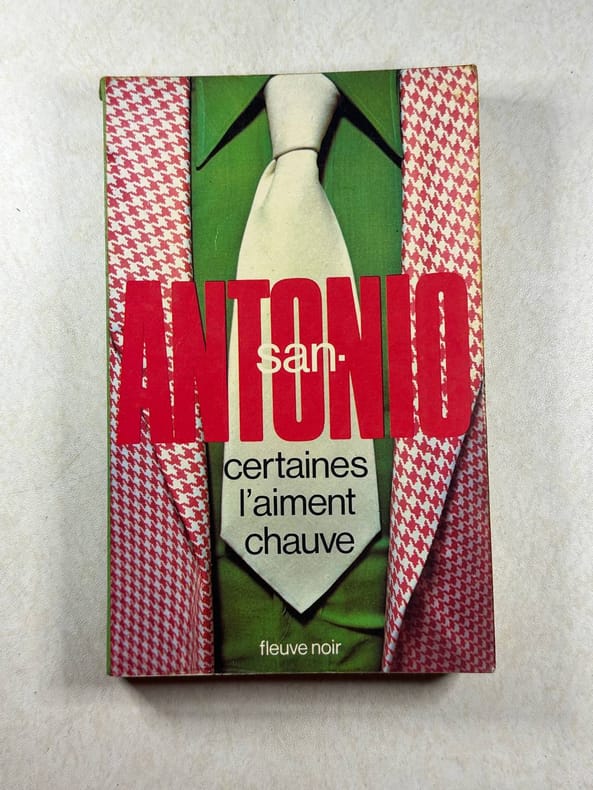 san-
ANTONIO
certaines
l'aiment
chauve
fleuve noir